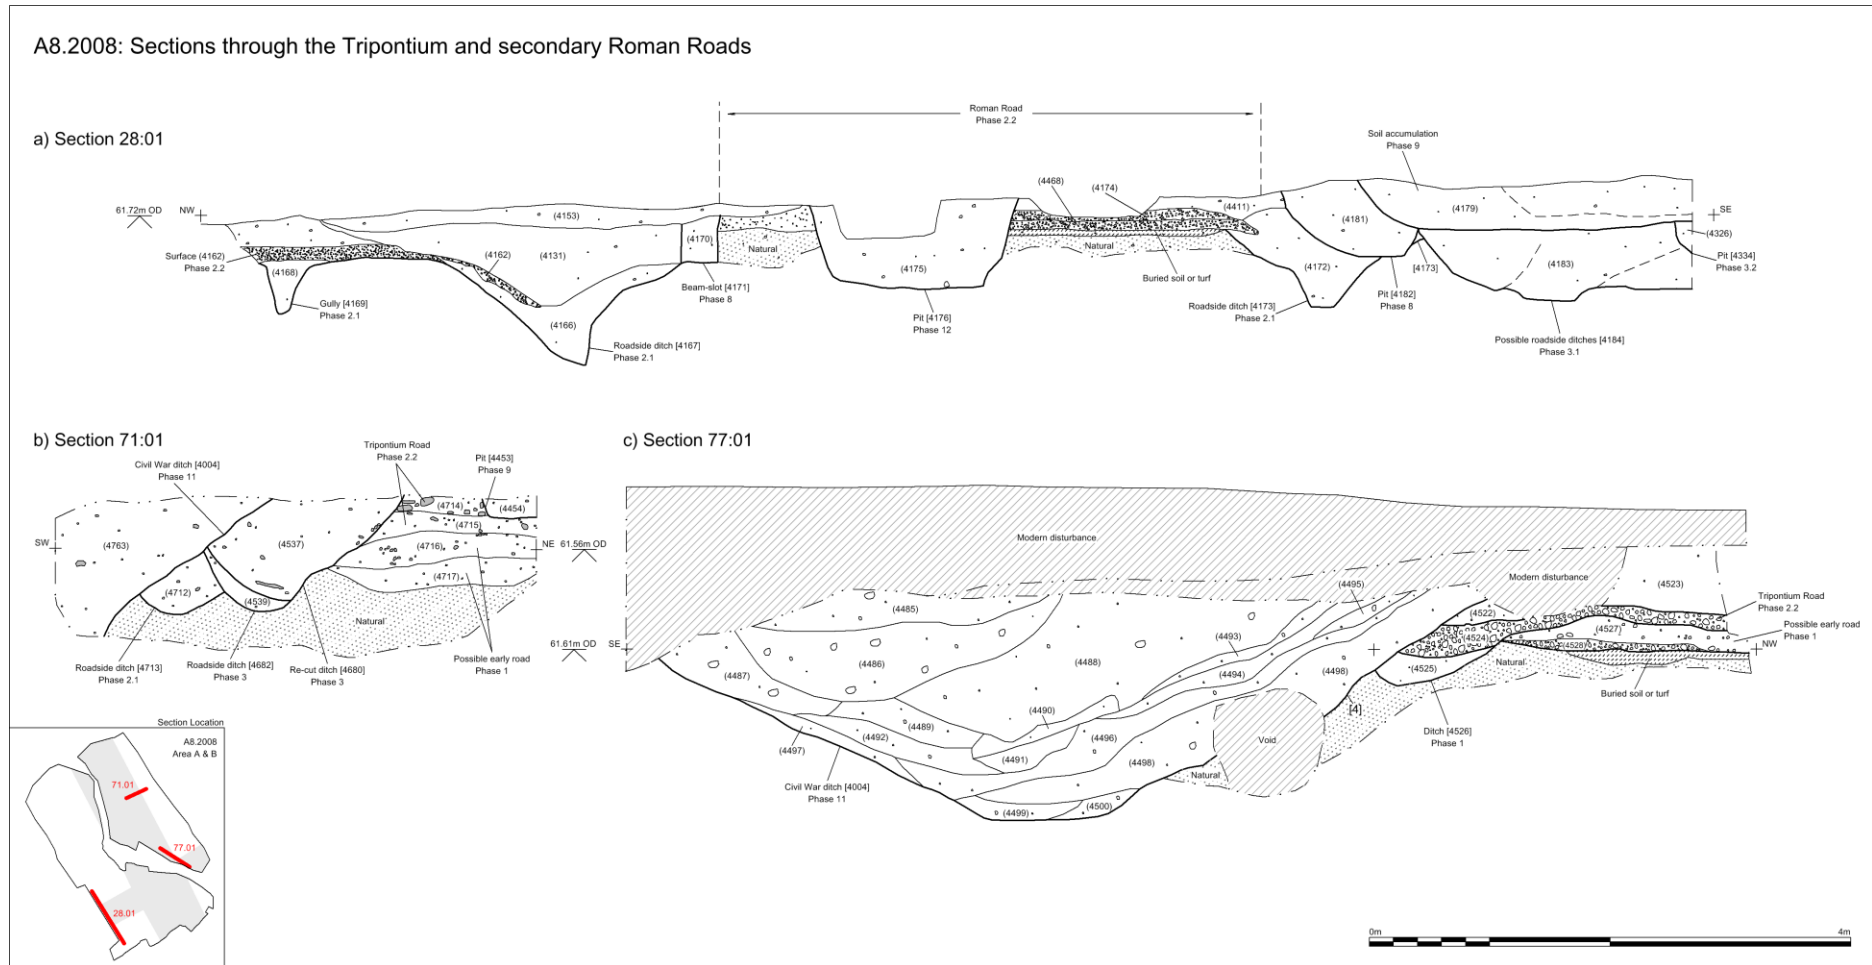 A8.2008: Sections through the Tripontium and secondary Roman Roads
a) Section 28:01
Roman Road
Phase 2.2
Soil accumulation
Phase 9
61.72m OD
NW
(4153)
(4468)
(4174)
(4411)
(4181)
(4179)
SE
(4326)
Surface (4162)
Phase 2.2
(4168)
(4162)
(4131)
(4170)
Natural
(4175)
Natural
(4172)
[4173]
(4183)
Pit [4334]
Phase 3.2
Gully [4169]
Phase 2.1
(4166)
Beam-slot [4171]
Phase 8
Buried soil or turf
Roadside ditch [4173]
Phase 2.1
Pit [4182]
Phase 8
Pit [4176]
Phase 12
Roadside ditch [4167]
Phase 2.1
Possible roadside ditches [4184]
Phase 3.1
b) Section 71:01
Civil War ditch [4004]
Phase 11
Tripontium Road
Phase 2.2
Pit [4453]
Phase 9
(4714)
(4454)
(4715)
SW
(4763)
(4537)
(4716)
NE
61.56m OD
(4712)
(4539)
(4717)
Natural
Roadside ditch [4713]
Phase 2.1
Roadside ditch [4682]
Phase 3
Re-cut ditch [4680]
Phase 3
Possible early road
Phase 1
c) Section 77:01
Modern disturbance
Modern disturbance
(4495)
(4485)
(4523)
(4522)
Tripontium Road
Phase 2.2
61.61m OD
SE
(4493)
(4524)
(4527)
Possible early road
Phase 1
(4528)
NW
(4487)
(4486)
(4488)
(4494)
(4498)
(4525)
Natural
Buried soil or turf
(4490)
[4]
(4489)
(4497)
(4492)
(4496)
Void
Ditch [4526]
Phase 1
(4491)
(4498)
Natural
Civil War ditch [4004]
Phase 11
(4499)
(4500)
Section Location
A8.2008
Area A & B
71.01
77.01
28.01
0m
4m